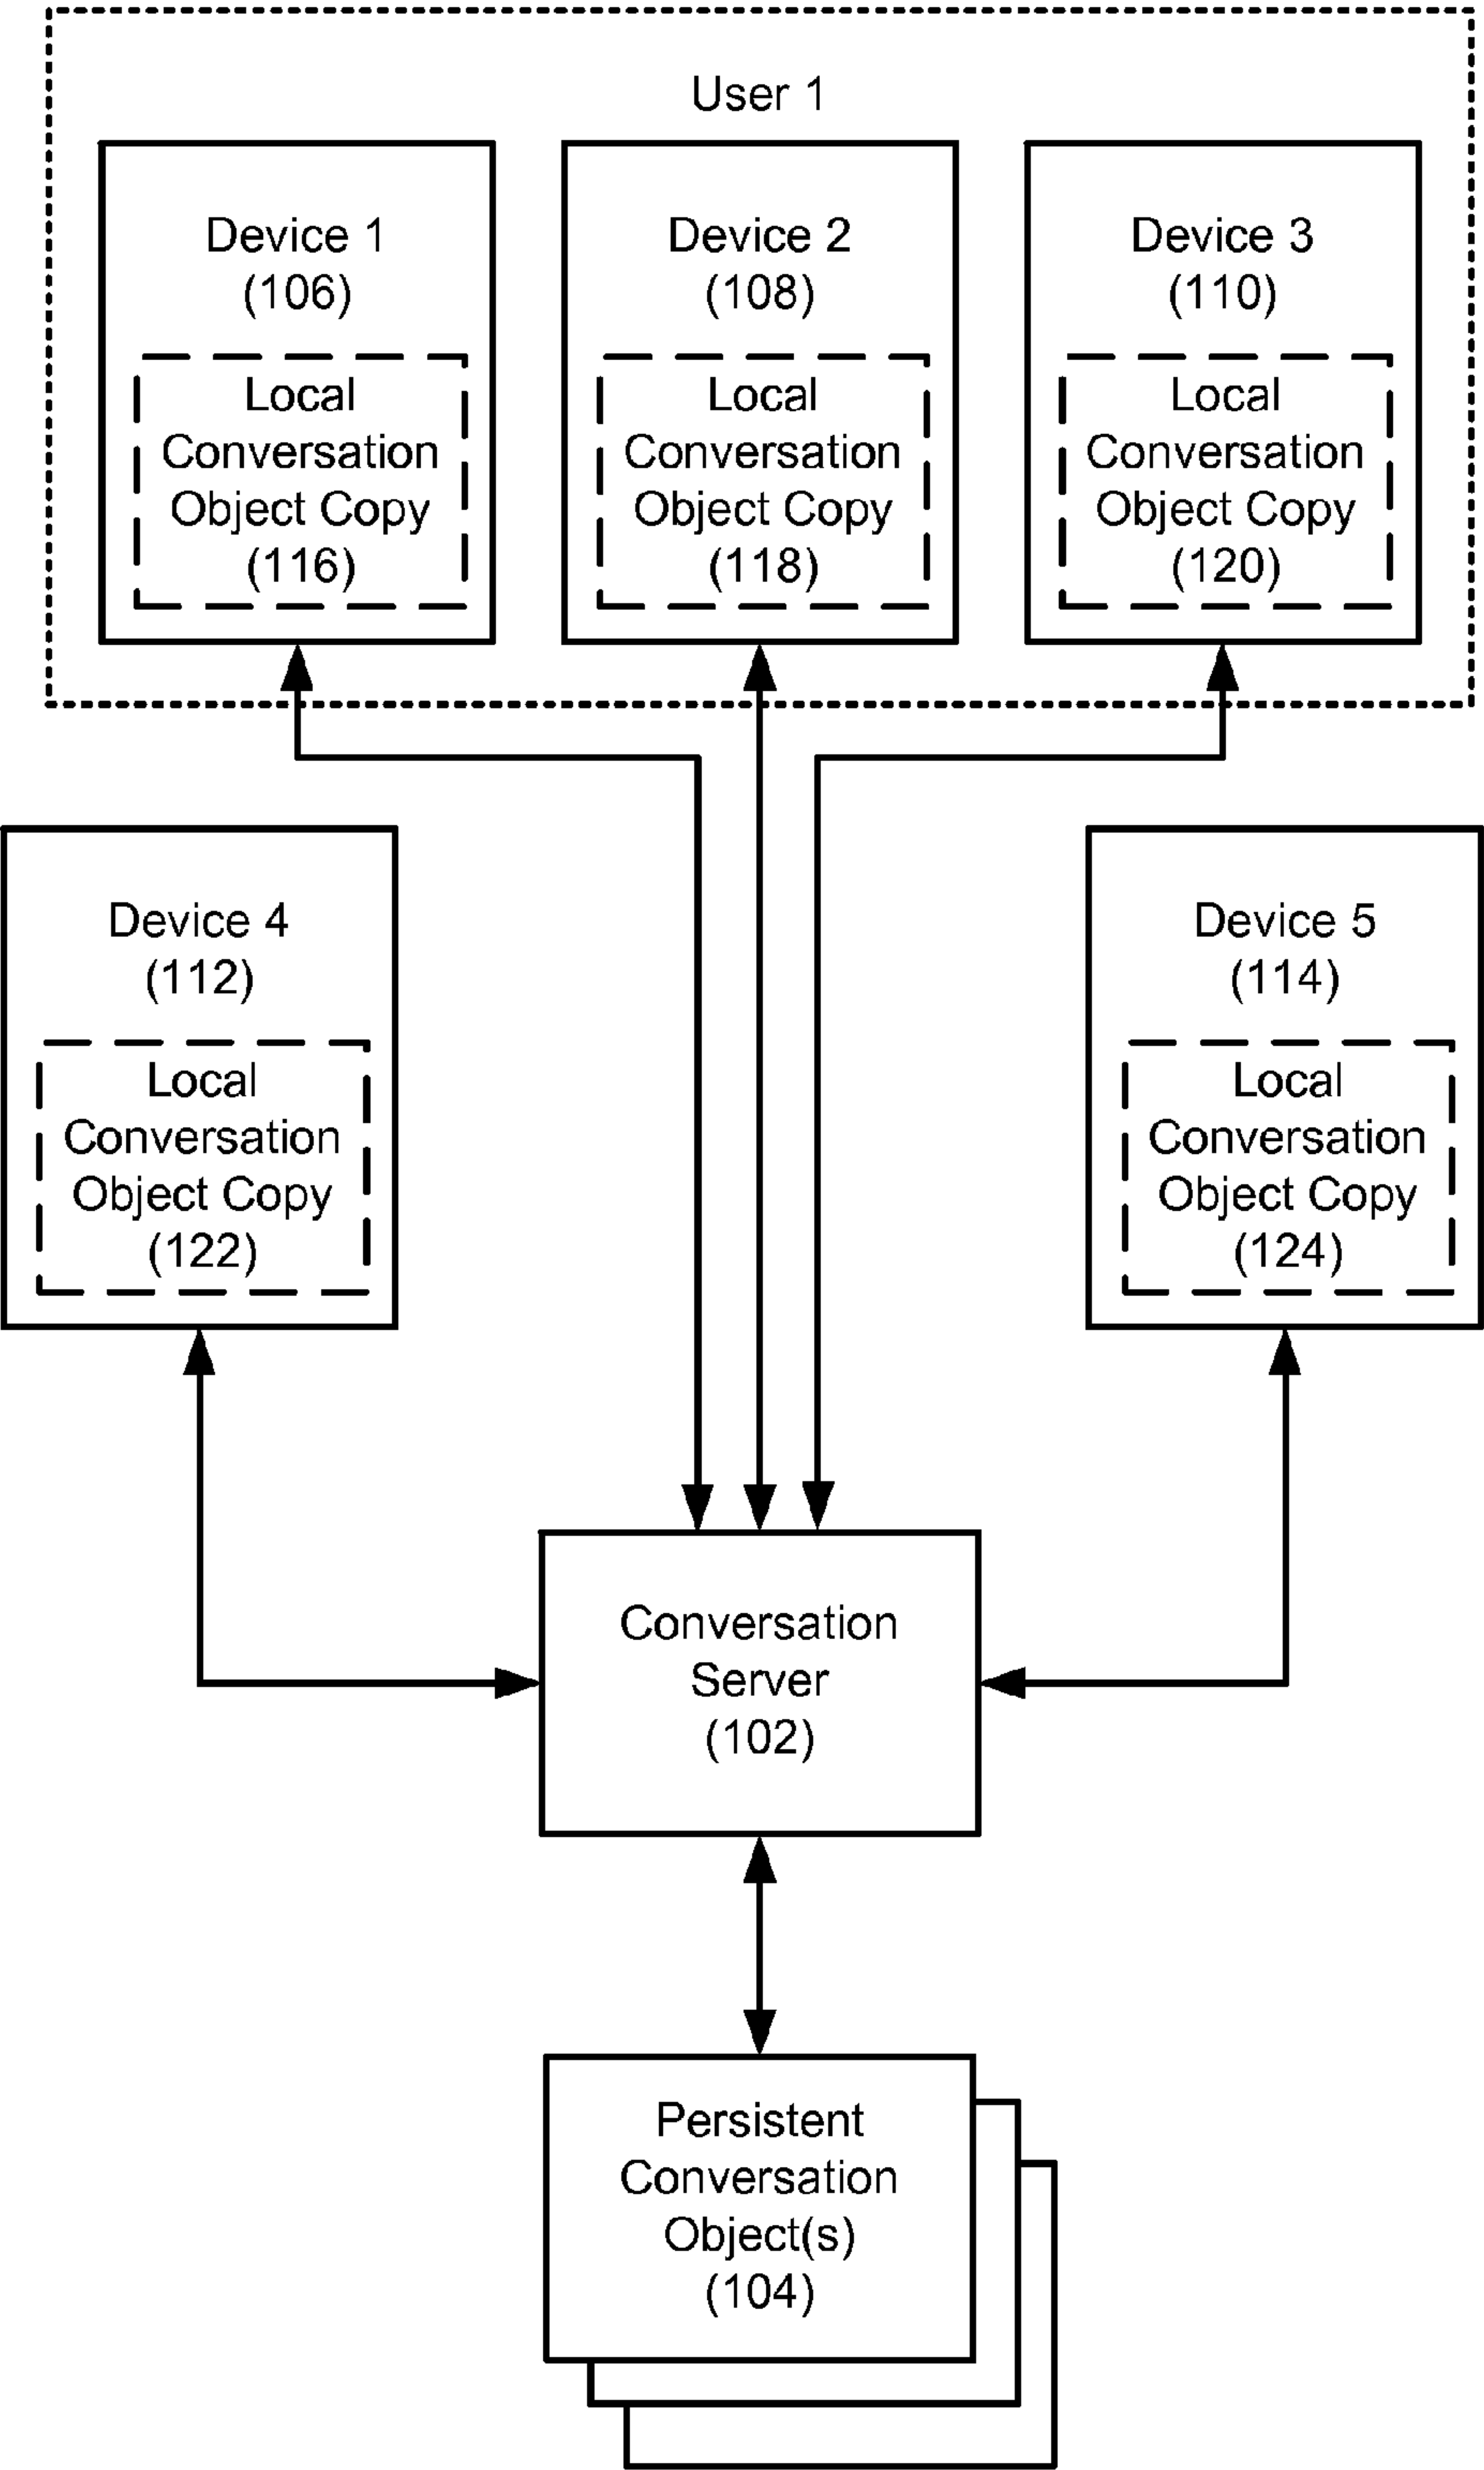 User 1
Device 1
(106)
Local
Conversation
Object Copy
(116)
Device 2
(108)
Local
Conversation
Object Copy
(118)
Device 3
(110)
Local
Conversation
Object Copy
(120)
Device 4
(112)
Local
Conversation
Object Copy
(122)
Device 5
(114)
Local
Conversation
Object Copy
(124)
Conversation
Server
(102)
Persistent
Conversation
Object(s)
(104)